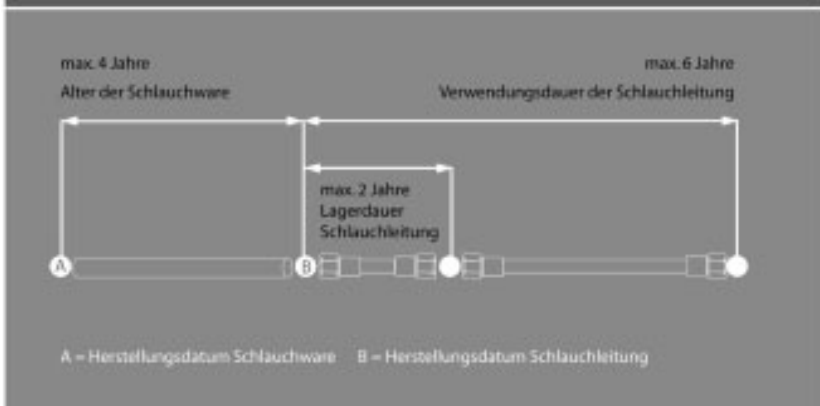 max. 4 Jahre
Alter der Schlauchware
max. 6 Jahre
Verwendungsdauer der Schlauchleitung
max. 2 Jahre
Lagerdauer
Schlauchleitung
A
B
A = Herstellungsdatum Schlauchware B = Herstellungsdatum Schlauchleitung